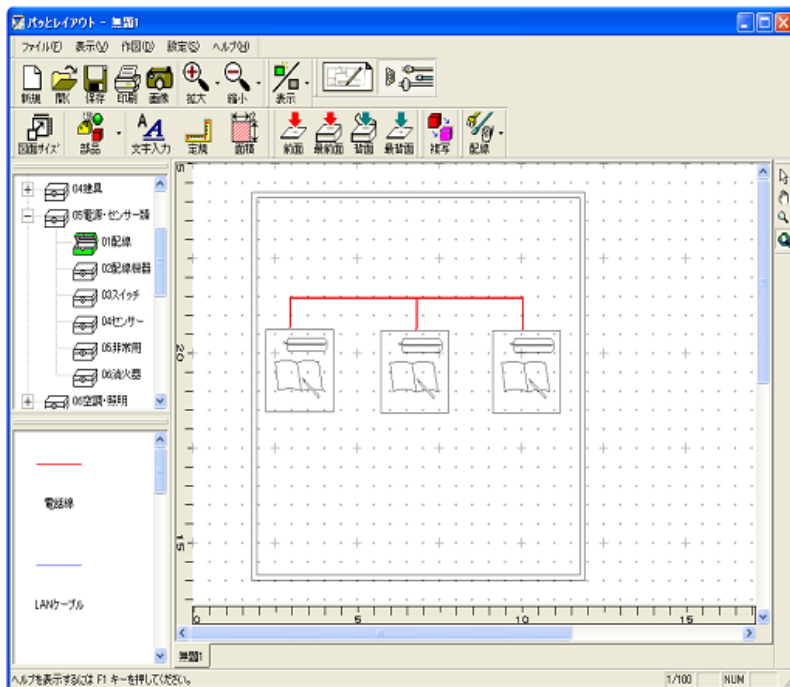 パッとレイアウト - 無題1
ファイル(F) 表示(V) 作図(D) 設定(S) ヘルプ(H)
新規 開く 保存 印刷 画像 拡大 縮小 表示
図面サイズ 部品 文字入力 定規 面積 前面 最前面 背面 最背面 複写 配線
04建具
05電源・センサー類
01配線
02配線機器
03スイッチ
04センサー
05非常用
06消火器
06空調・照明
電話線
LANケーブル
20
15
0 5 10 15
無題1
ヘルプを表示するには F1 キーを押してください。 1/100 NUM